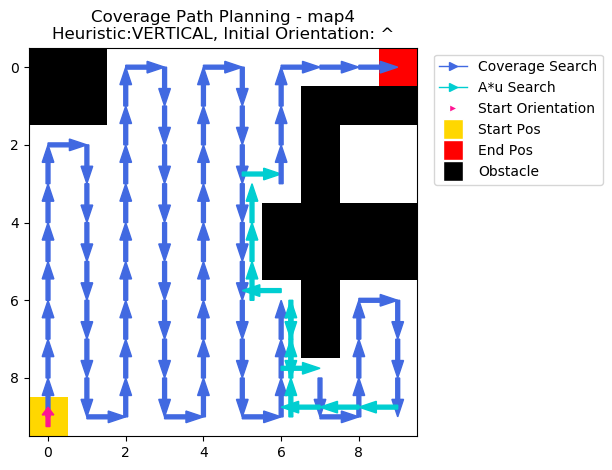 Coverage Path Planning - map4
Heuristic:VERTICAL, Initial Orientation: ^
Coverage Search
A*u Search
Start Orientation
Start Pos
End Pos
Obstacle
0
2
4
6
8
0 2 4 6 8